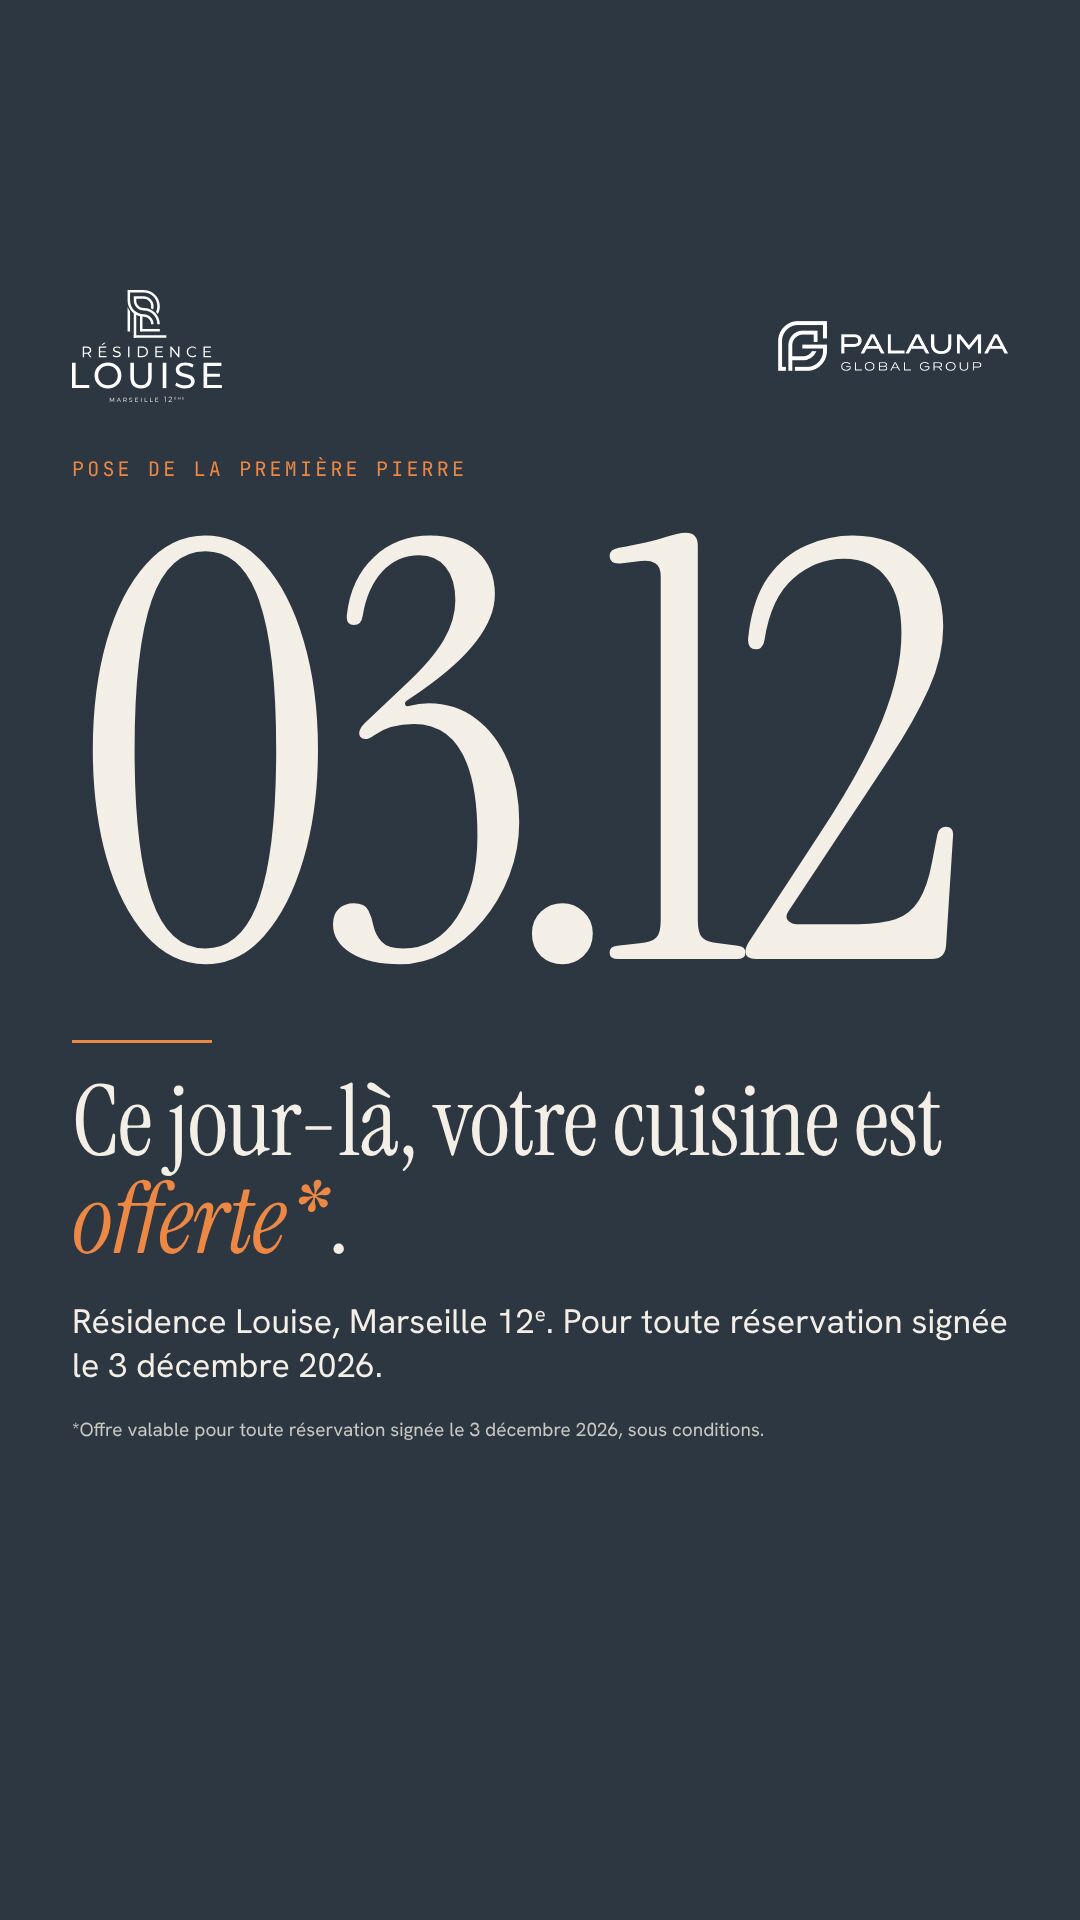 RÉSIDENCE
LOUISE
MARSEILLE 12ÈME
PALAUMA
GLOBAL GROUP
POSE DE LA PREMIÈRE PIERRE
03.12
Ce jour-là, votre cuisine est
offerte*.
Résidence Louise, Marseille 12ᵉ. Pour toute réservation signée
le 3 décembre 2026.
*Offre valable pour toute réservation signée le 3 décembre 2026, sous conditions.